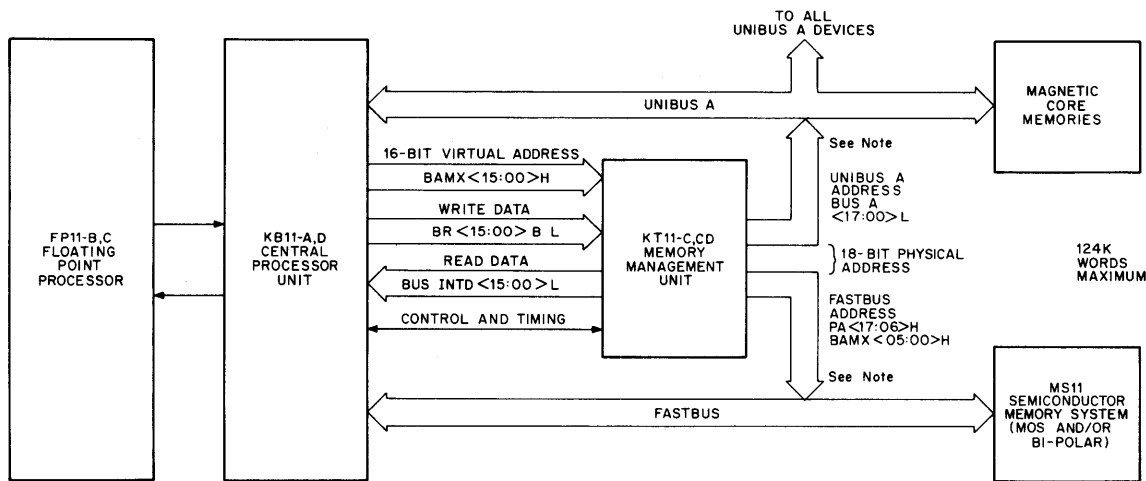 TO ALL
UNIBUS A DEVICES
FP11-B,C
FLOATING
POINT
PROCESSOR
KB11-A,D
CENTRAL
PROCESSOR
UNIT
UNIBUS A
MAGNETIC
CORE
MEMORIES
16-BIT VIRTUAL ADDRESS
BAMX<15:00>H
WRITE DATA
BR<15:00> B L
READ DATA
BUS INTD<15:00>L
CONTROL AND TIMING
KT11-C,CD
MEMORY
MANAGEMENT
UNIT
See Note
UNIBUS A
ADDRESS
BUS A
<17:00>L
18-BIT PHYSICAL
ADDRESS
FASTBUS
ADDRESS
PA<17:06>H
BAMX<05:00>H
See Note
124K
WORDS
MAXIMUM
FASTBUS
MS11
SEMICONDUCTOR
MEMORY SYSTEM
(MOS AND/OR
BI-POLAR)